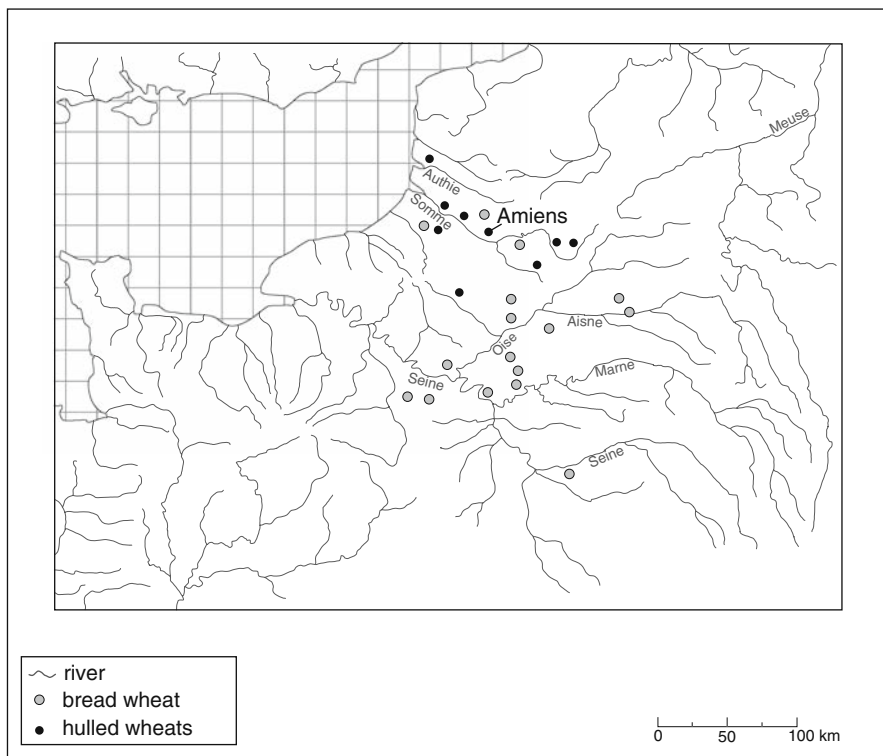 Meuse
Authie
Somme
Amiens
Aisne
Oise
Marne
Seine
Seine
river
bread wheat
hulled wheats
0 50 100 km